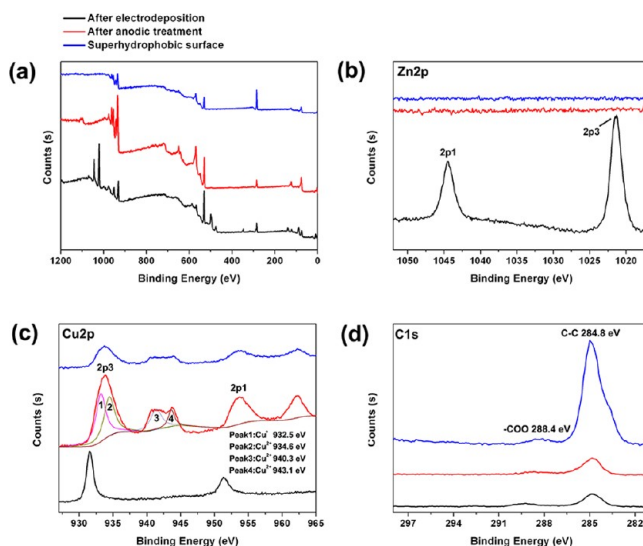 After electrodeposition
After anodic treatment
Superhydrophobic surface
(a)
Counts (s)
1200 1000 800 600 400 200 0
Binding Energy (eV)
(b)
Zn2p
2p1
2p3
Counts (s)
1050 1045 1040 1035 1030 1025 1020
Binding Energy (eV)
(c)
Cu2p
2p3
2p1
1
2
3
4
Peak1:Cu⁺ 932.5 eV
Peak2:Cu²⁺ 934.6 eV
Peak3:Cu²⁺ 940.3 eV
Peak4:Cu²⁺ 943.1 eV
Counts (s)
930 935 940 945 950 955 960 965
Binding Energy (eV)
(d)
C1s
C-C 284.8 eV
-COO 288.4 eV
Counts (s)
297 294 291 288 285 282
Binding Energy (eV)